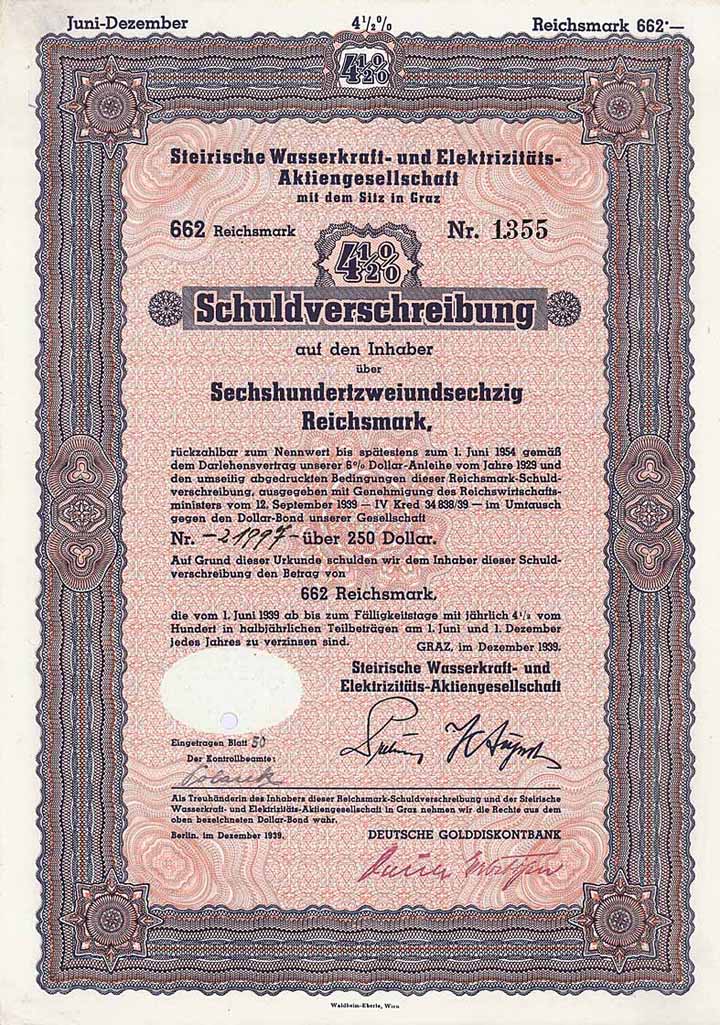 Juni-Dezember 4½% Reichsmark 662·—
4½%
Steirische Wasserkraft- und Elektrizitäts-
Aktiengesellschaft
mit dem Sitz in Graz
662 Reichsmark Nr. 1355
4½%
Schuldverschreibung
auf den Inhaber
über
Sechshundertzweiundsechzig
Reichsmark,
rückzahlbar zum Nennwert bis spätestens zum 1. Juni 1954 gemäß
dem Darlehensvertrag unserer 6% Dollar-Anleihe vom Jahre 1929 und
den umseitig abgedruckten Bedingungen dieser Reichsmark-Schuld-
verschreibung, ausgegeben mit Genehmigung des Reichswirtschafts-
ministers vom 12. September 1939 — IV Kred 34 838/39 — im Umtausch
gegen den Dollar-Bond unserer Gesellschaft
Nr. -21997- über 250 Dollar.
Auf Grund dieser Urkunde schulden wir dem Inhaber dieser Schuld-
verschreibung den Betrag von
662 Reichsmark,
die vom 1. Juni 1939 ab bis zum Fälligkeitstage mit jährlich 4½ vom
Hundert in halbjährlichen Teilbeträgen am 1. Juni und 1. Dezember
jedes Jahres zu verzinsen sind.
GRAZ, im Dezember 1939.
Steirische Wasserkraft- und
Elektrizitäts-Aktiengesellschaft
Eingetragen Blatt 50
Der Kontrollbeamte:
Als Treuhänderin des Inhabers dieser Reichsmark-Schuldverschreibung und der Steirische
Wasserkraft- und Elektrizitäts-Aktiengesellschaft in Graz nehmen wir die Rechte aus dem
oben bezeichneten Dollar-Bond wahr.
Berlin, im Dezember 1939. DEUTSCHE GOLDDISKONTBANK
Waldheim-Eberle, Wien